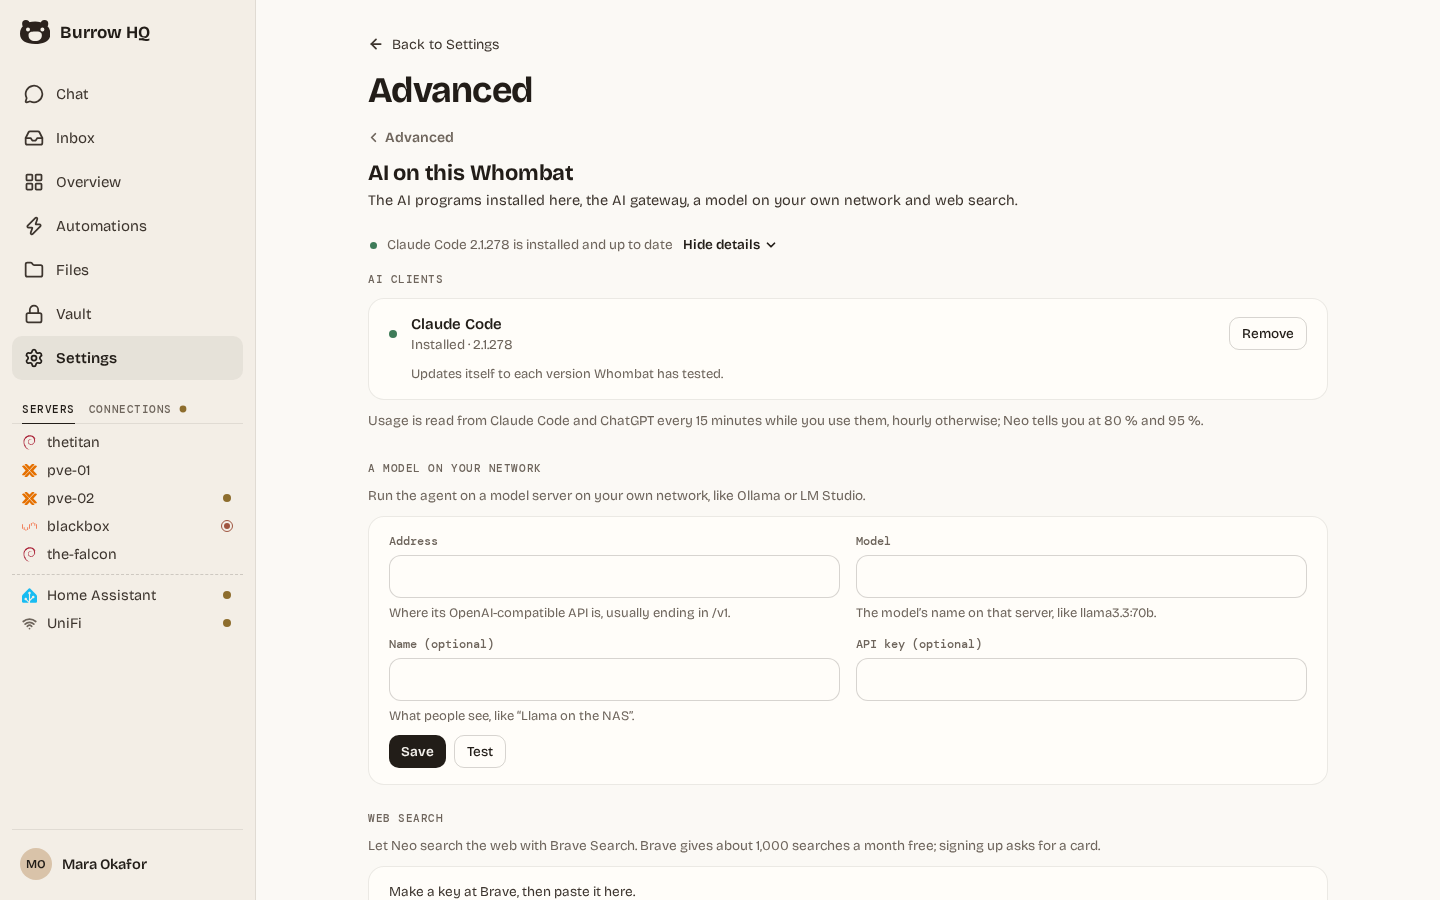 Burrow HQ
Chat
Inbox
Overview
Automations
Files
Vault
Settings
SERVERS CONNECTIONS
thetitan
pve-01
pve-02
blackbox
the-falcon
Home Assistant
UniFi
MO Mara Okafor
Back to Settings
Advanced
Advanced
AI on this Whombat
The AI programs installed here, the AI gateway, a model on your own network and web search.
Claude Code 2.1.278 is installed and up to date Hide details
AI CLIENTS
Claude Code
Installed · 2.1.278
Remove
Updates itself to each version Whombat has tested.
Usage is read from Claude Code and ChatGPT every 15 minutes while you use them, hourly otherwise; Neo tells you at 80 % and 95 %.
A MODEL ON YOUR NETWORK
Run the agent on a model server on your own network, like Ollama or LM Studio.
Address
Where its OpenAI-compatible API is, usually ending in /v1.
Model
The model's name on that server, like llama3.3:70b.
Name (optional)
What people see, like “Llama on the NAS”.
API key (optional)
Save Test
WEB SEARCH
Let Neo search the web with Brave Search. Brave gives about 1,000 searches a month free; signing up asks for a card.
Make a key at Brave, then paste it here.